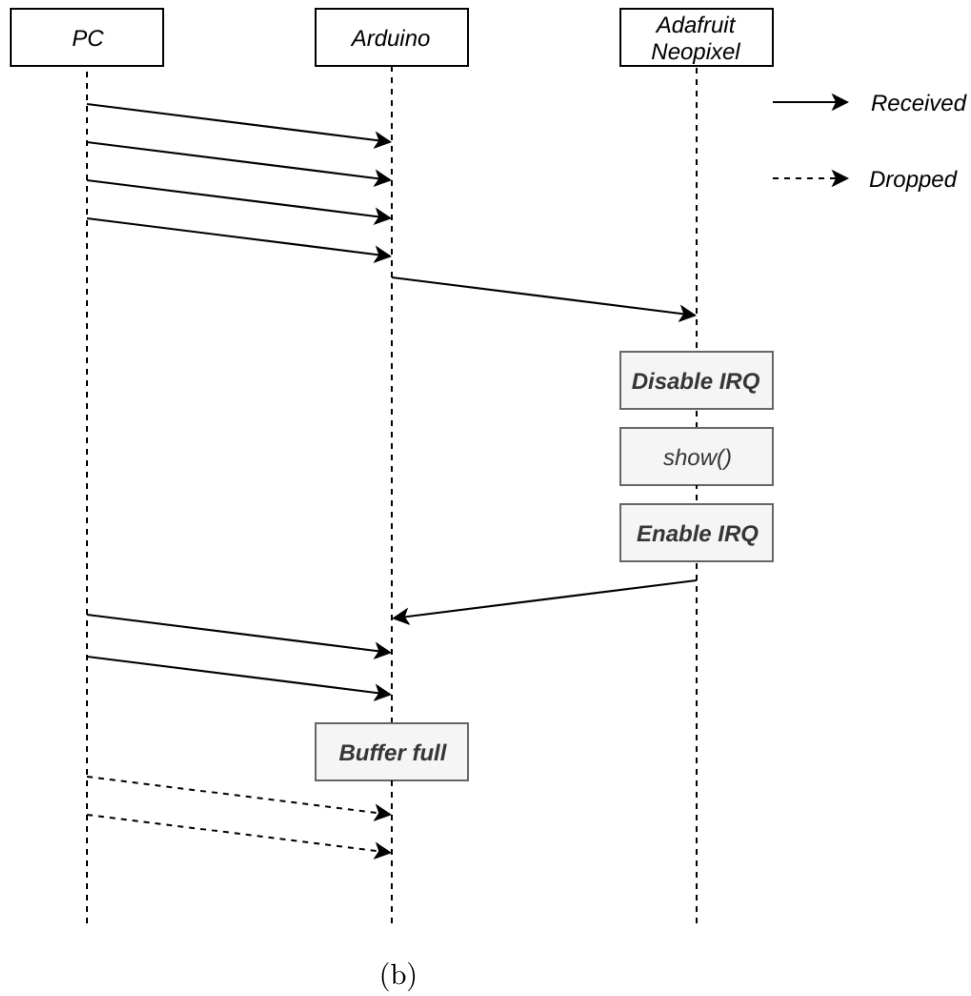 PC
Arduino
Adafruit
Neopixel
Received
Dropped
Disable IRQ
show()
Enable IRQ
Buffer full
(b)